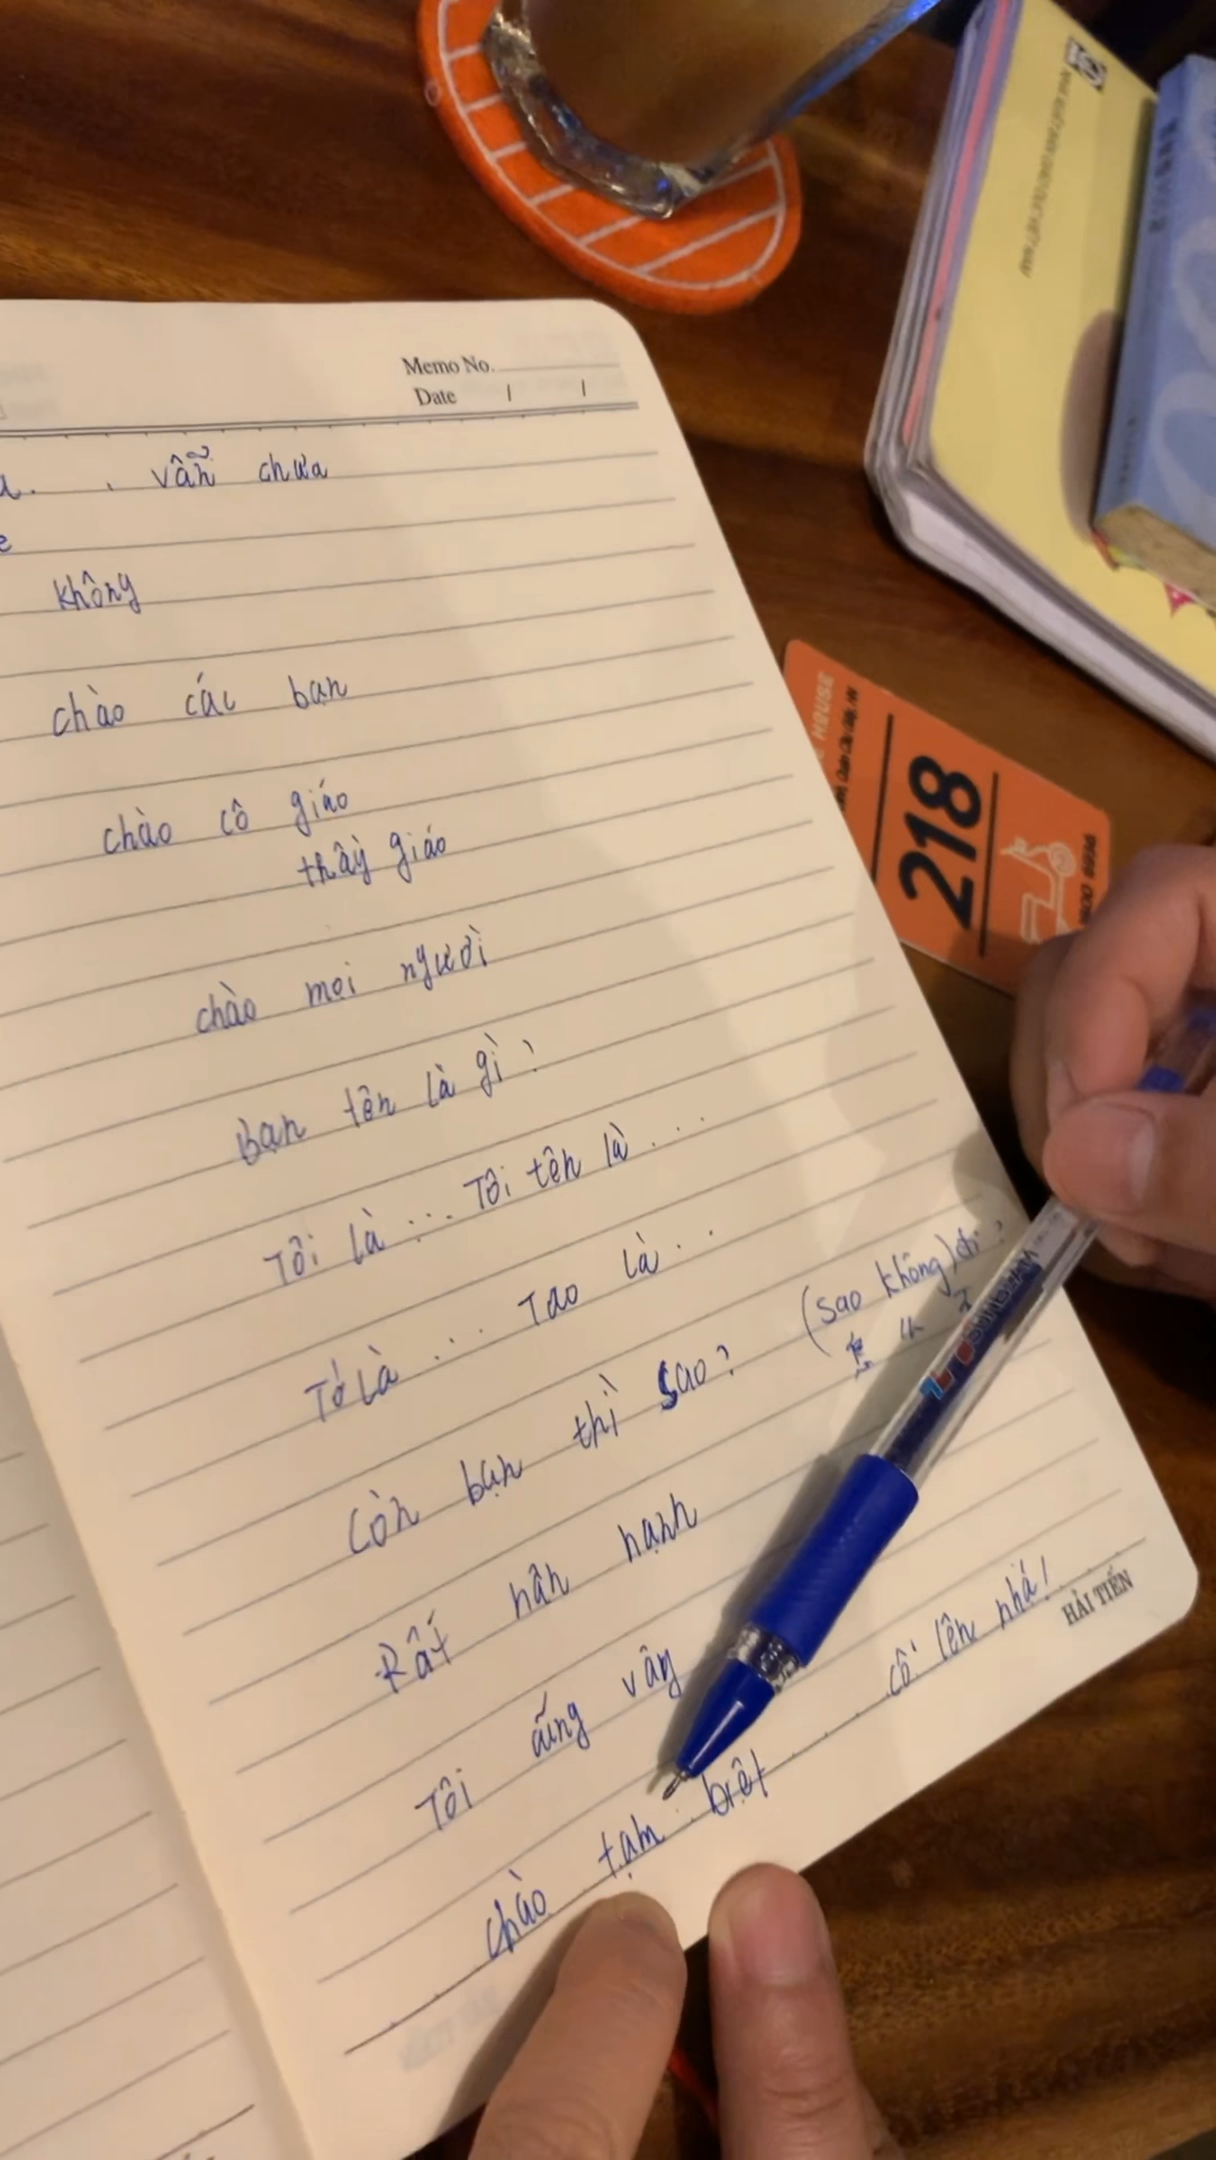 Memo No.
Date / /
vẫn chưa
không
chào các bạn
chào cô giáo
thầy giáo
chào mọi người
Bạn tên là gì?
Tôi là ... Tôi tên là ...
Tớ là ... Tao là ...
Còn bạn thì sao? (sao không)
Rất hân hạnh
Tôi cũng vậy
chào tạm biệt cố lên nhá!
HẢI TIẾN
218